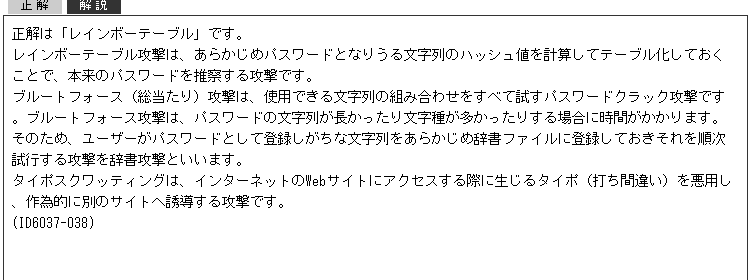 正解 解説
正解は「レインボーテーブル」です。
レインボーテーブル攻撃は、あらかじめパスワードとなりうる文字列のハッシュ値を計算してテーブル化しておく
ことで、本来のパスワードを推察する攻撃です。
ブルートフォース（総当たり）攻撃は、使用できる文字列の組み合わせをすべて試すパスワードクラック攻撃です
。ブルートフォース攻撃は、パスワードの文字列が長かったり文字種が多かったりする場合に時間がかかります。
そのため、ユーザーがパスワードとして登録しがちな文字列をあらかじめ辞書ファイルに登録しておきそれを順次
試行する攻撃を辞書攻撃といいます。
タイポスクワッティングは、インターネットのWebサイトにアクセスする際に生じるタイポ（打ち間違い）を悪用し
、作為的に別のサイトへ誘導する攻撃です。
(ID6037-038)